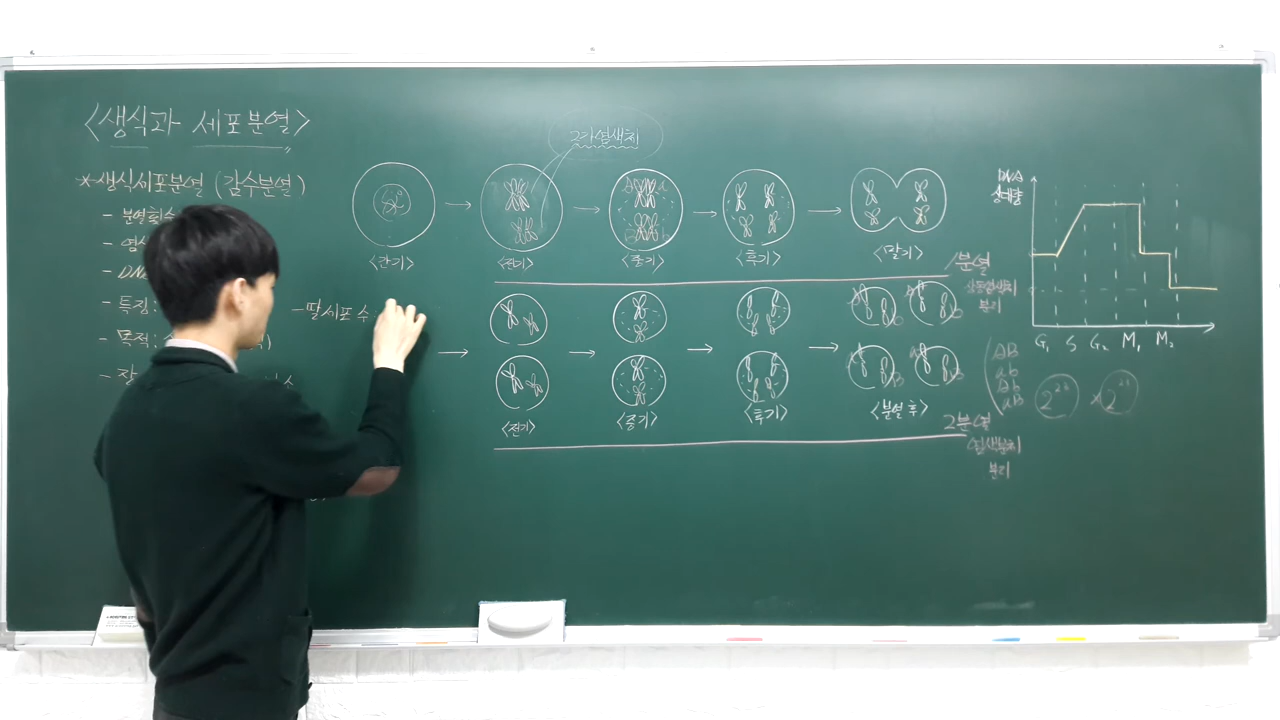 <생식과 세포분열>
*생식세포분열 (감수분열)
- 분열회수
- 염색
- DNA
- 특징:
- 목적:
- 딸세포 수
2가염색체
<간기>
<전기>
<중기>
<후기>
<말기>
1분열
상동염색체
분리
<전기>
<중기>
<후기>
<분열 후>
2분열
염색분체
분리
DNA
상대량
G₁ S G₂ M₁ M₂
AB
ab
Ab
aB
2²³ × 2²³